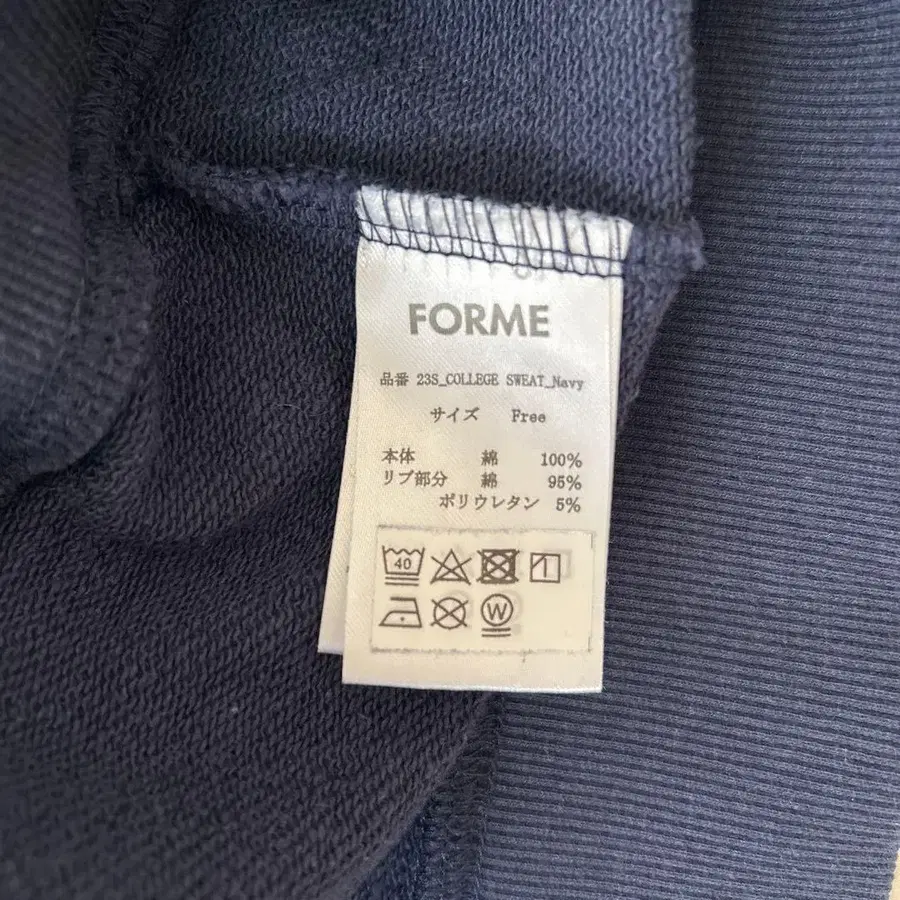 FORME
品番 23S_COLLEGE SWEAT_Navy
サイズ Free
本体 綿 100%
リブ部分 綿 95%
ポリウレタン 5%
40
W